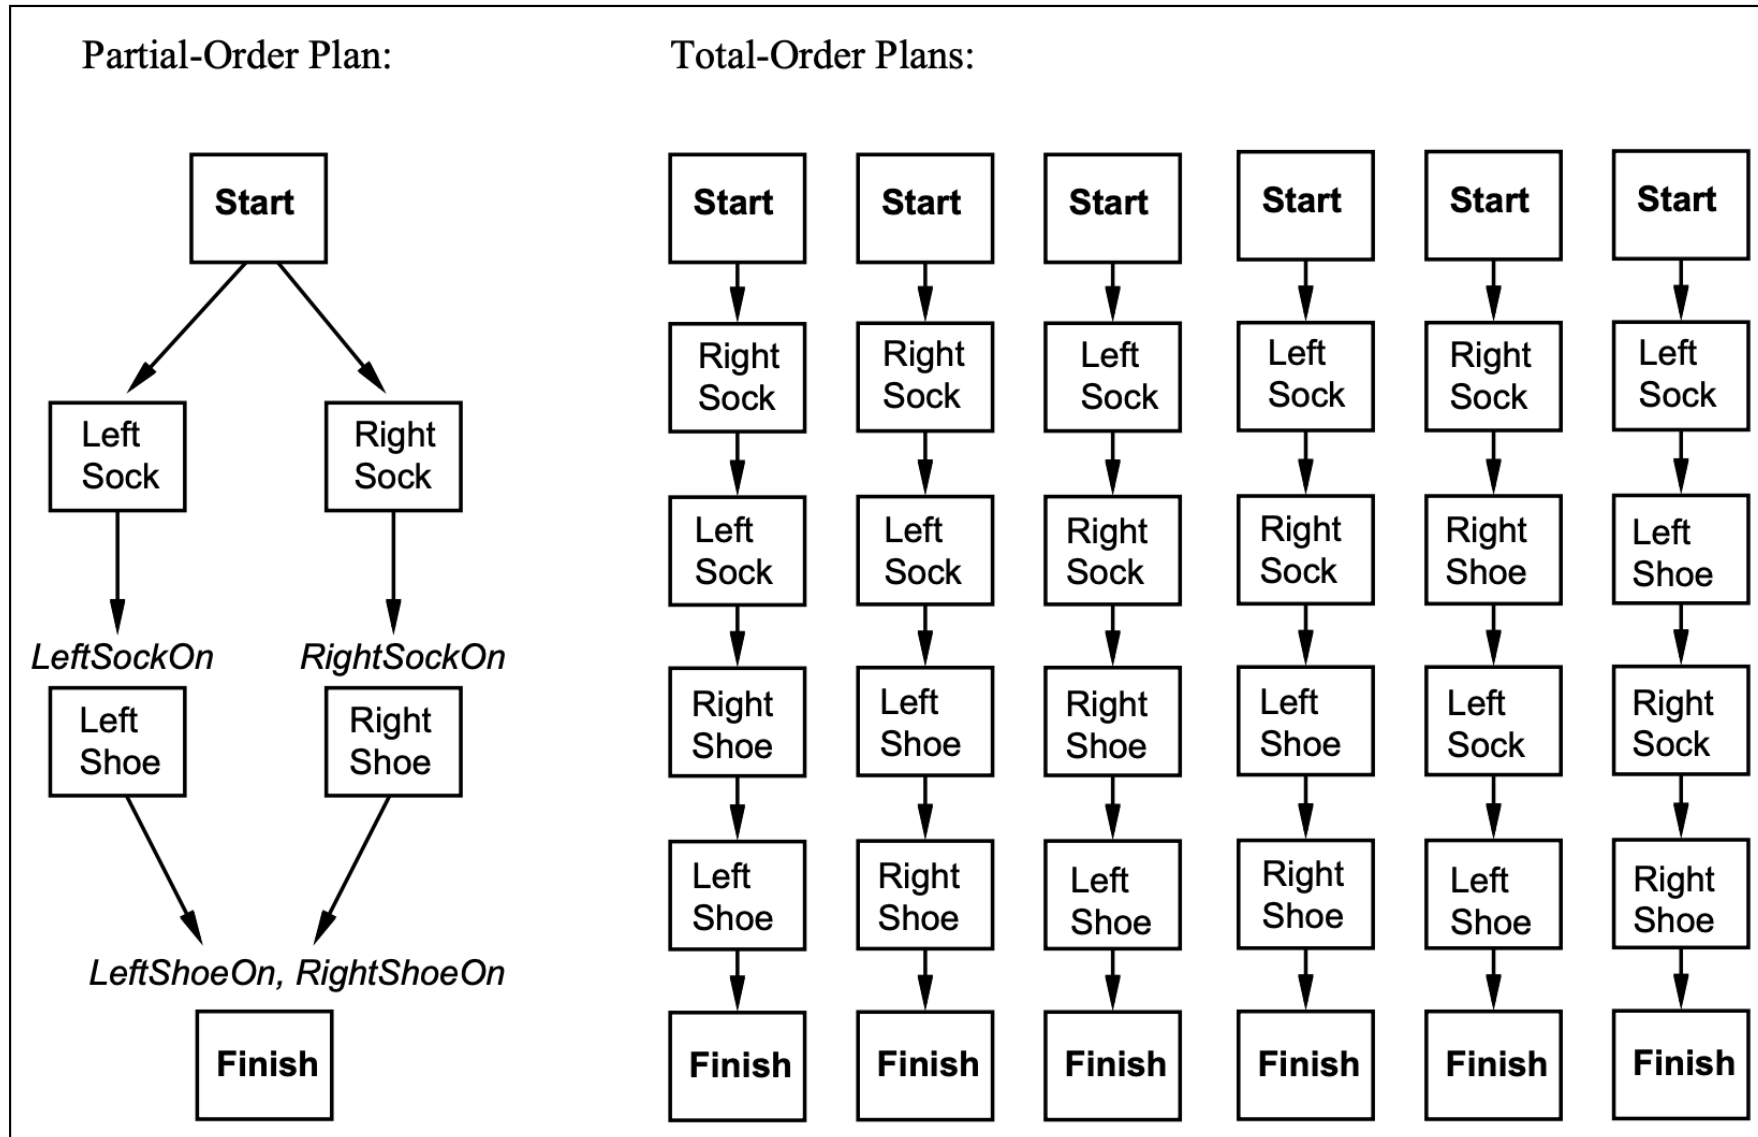 Partial-Order Plan:
Total-Order Plans:
Start
Left
Sock
Right
Sock
LeftSockOn
RightSockOn
Left
Shoe
Right
Shoe
LeftShoeOn, RightShoeOn
Finish
Start
Right
Sock
Left
Sock
Right
Shoe
Left
Shoe
Finish
Start
Right
Sock
Left
Sock
Left
Shoe
Right
Shoe
Finish
Start
Left
Sock
Right
Sock
Right
Shoe
Left
Shoe
Finish
Start
Left
Sock
Right
Sock
Left
Shoe
Right
Shoe
Finish
Start
Right
Sock
Right
Shoe
Left
Sock
Left
Shoe
Finish
Start
Left
Sock
Left
Shoe
Right
Sock
Right
Shoe
Finish